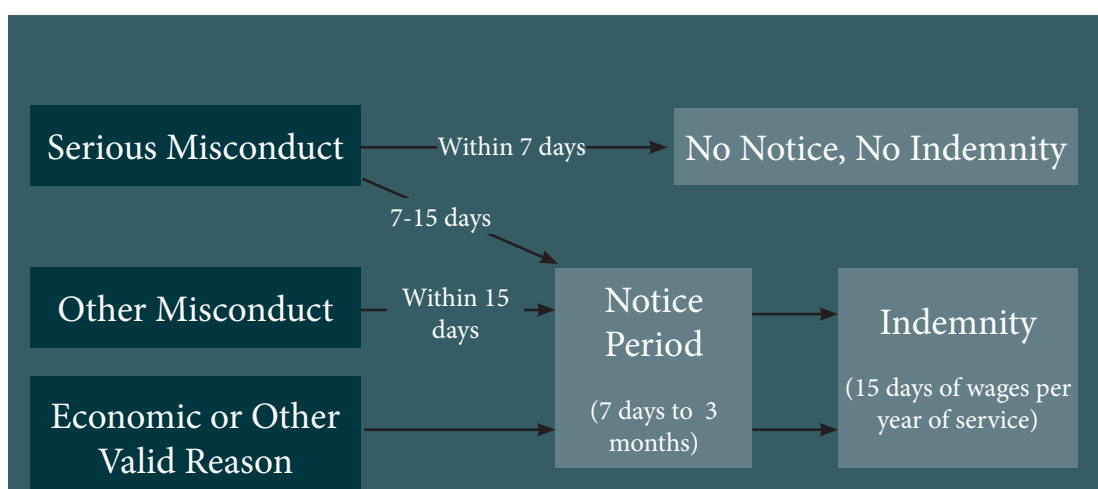 Serious Misconduct
Within 7 days
No Notice, No Indemnity
7-15 days
Other Misconduct
Within 15
days
Notice
Period
(7 days to 3
months)
Indemnity
(15 days of wages per
year of service)
Economic or Other
Valid Reason